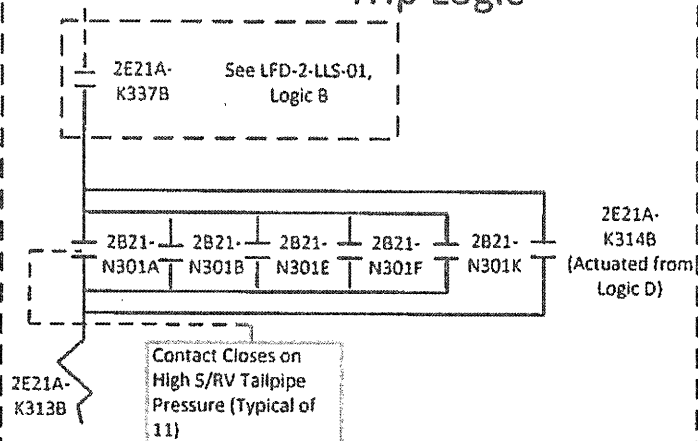 Trip Logic
2E21A-
K337B
See LFD-2-LLS-01,
Logic B
2B21-
N301A
2B21-
N301B
2B21-
N301E
2B21-
N301F
2B21-
N301K
2E21A-
K314B
(Actuated from
Logic D)
2E21A-
K313B
Contact Closes on
High S/RV Tailpipe
Pressure (Typical of
11)